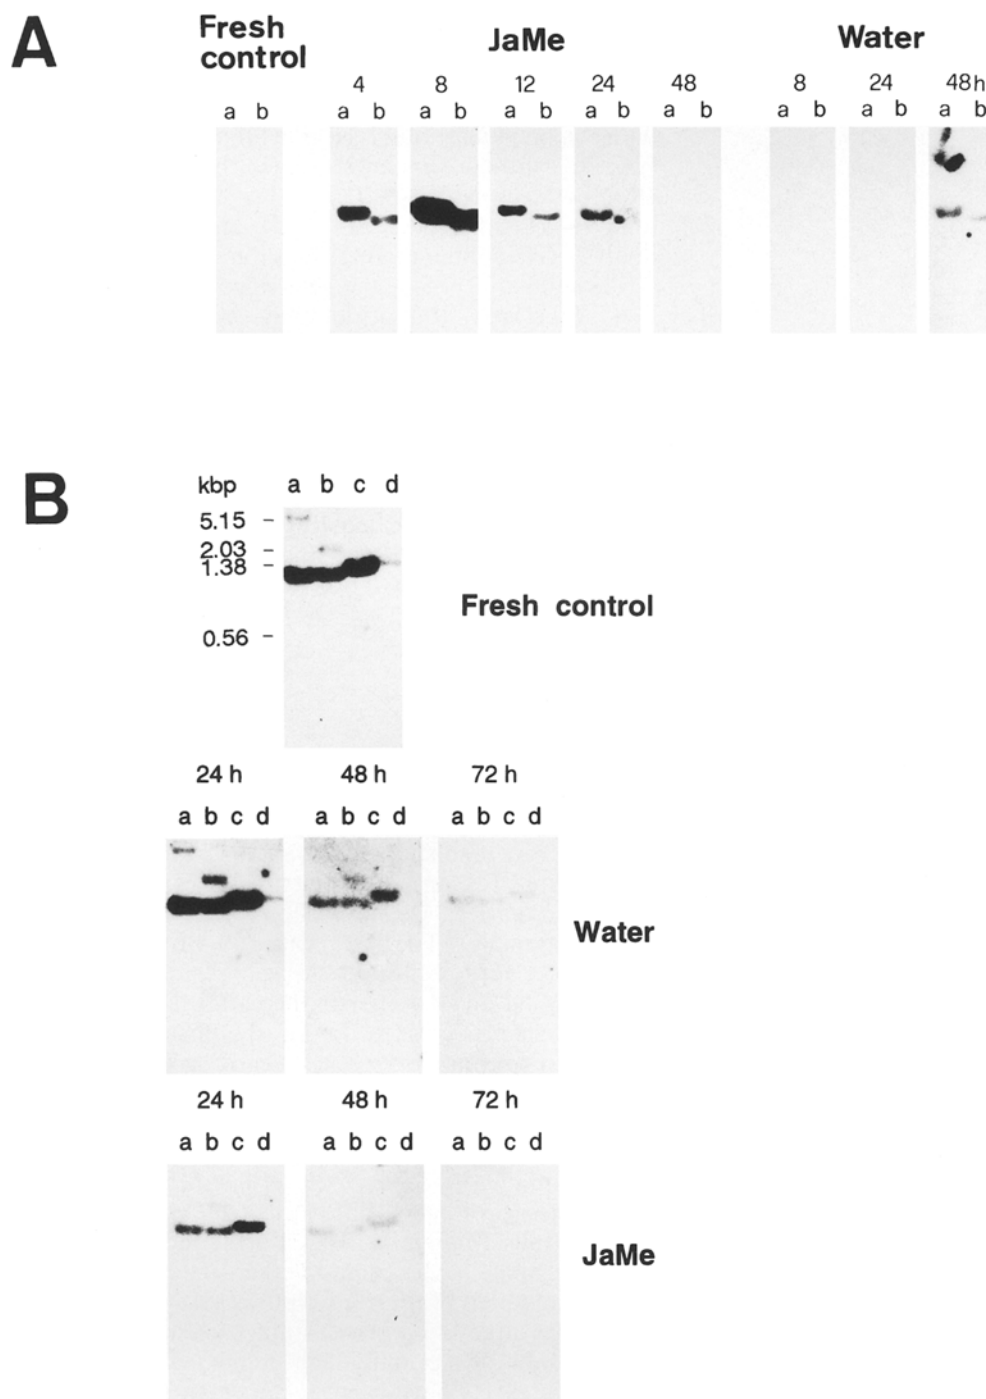 A
Fresh control JaMe Water
4 8 12 24 48 8 24 48h
a b a b a b a b a b a b a b a b a b
B
kbp a b c d
5.15 –
2.03 –
1.38 –
0.56 –
Fresh control
24 h 48 h 72 h
a b c d a b c d a b c d
Water
24 h 48 h 72 h
a b c d a b c d a b c d
JaMe